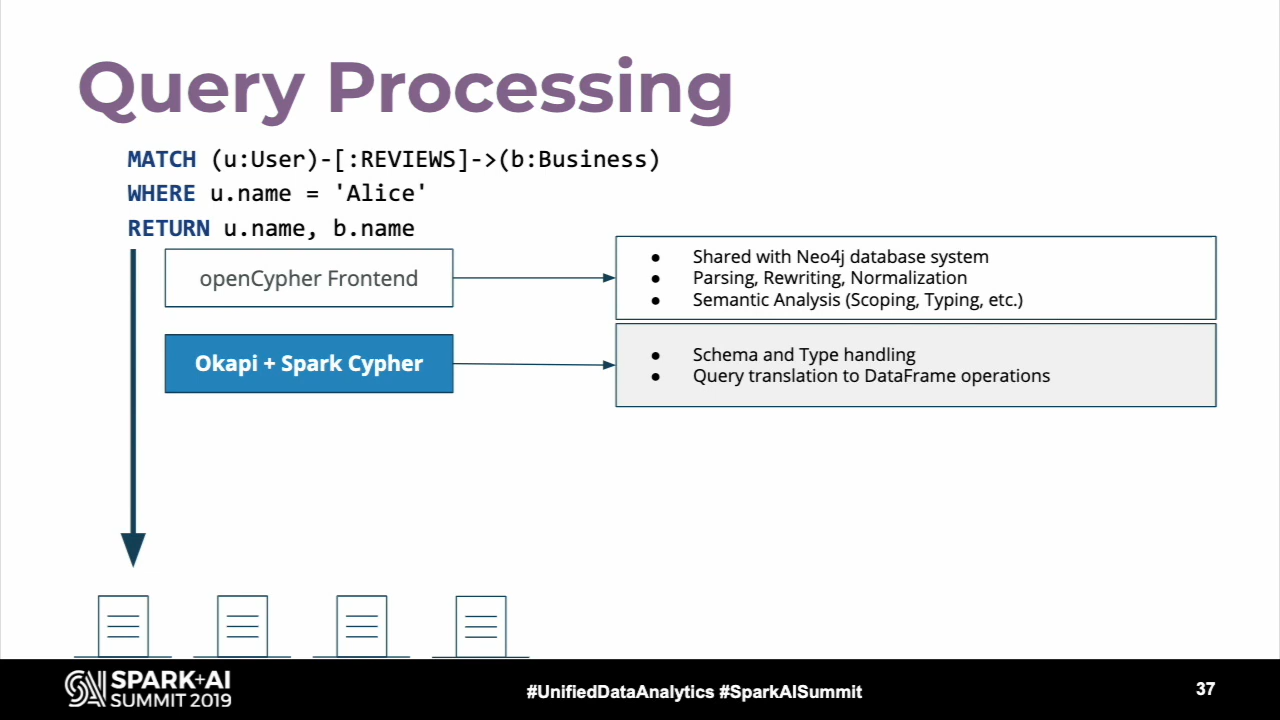 Query Processing
MATCH (u:User)-[:REVIEWS]->(b:Business)
WHERE u.name = 'Alice'
RETURN u.name, b.name
openCypher Frontend
● Shared with Neo4j database system
● Parsing, Rewriting, Normalization
● Semantic Analysis (Scoping, Typing, etc.)
Okapi + Spark Cypher
● Schema and Type handling
● Query translation to DataFrame operations
SPARK+AI
SUMMIT 2019
#UnifiedDataAnalytics #SparkAISummit
37